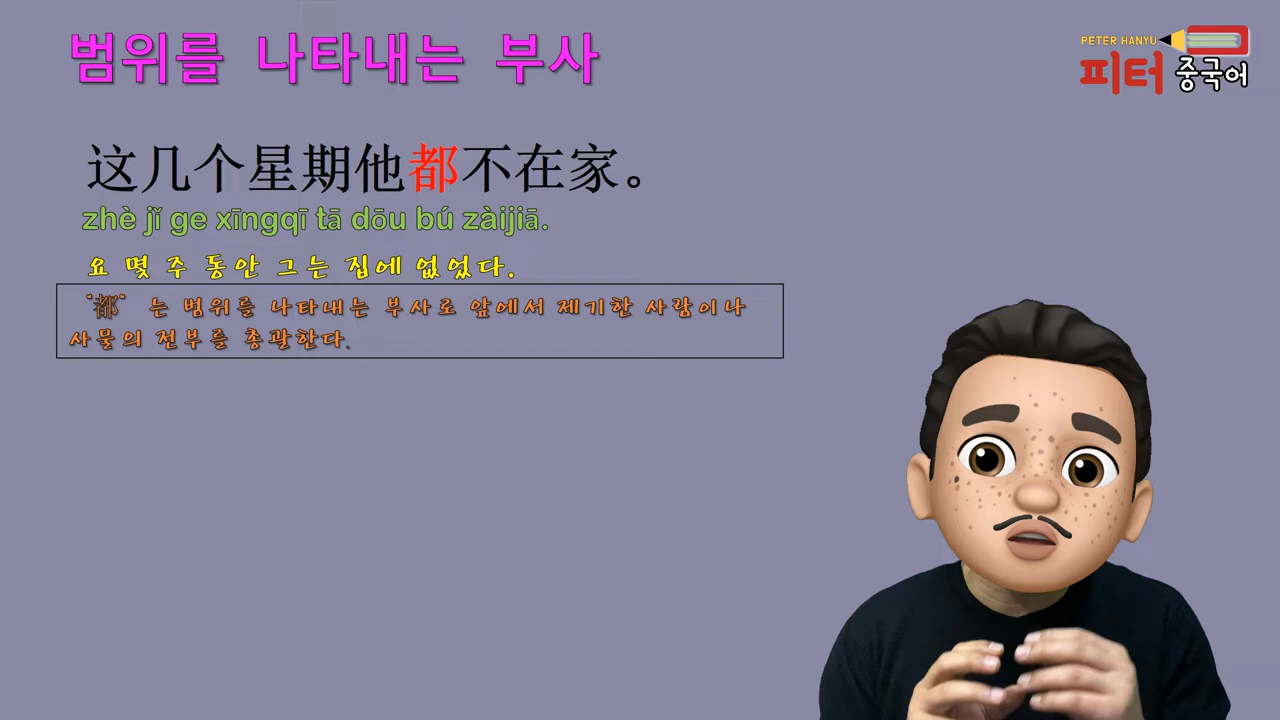 범위를 나타내는 부사
PETER HANYU
피터 중국어
这几个星期他都不在家。
zhè jǐ ge xīngqī tā dōu bú zàijiā.
요 몇 주 동안 그는 집에 없었다.
"都" 는 범위를 나타내는 부사로 앞에서 제기한 사람이나
사물의 전부를 총괄한다.